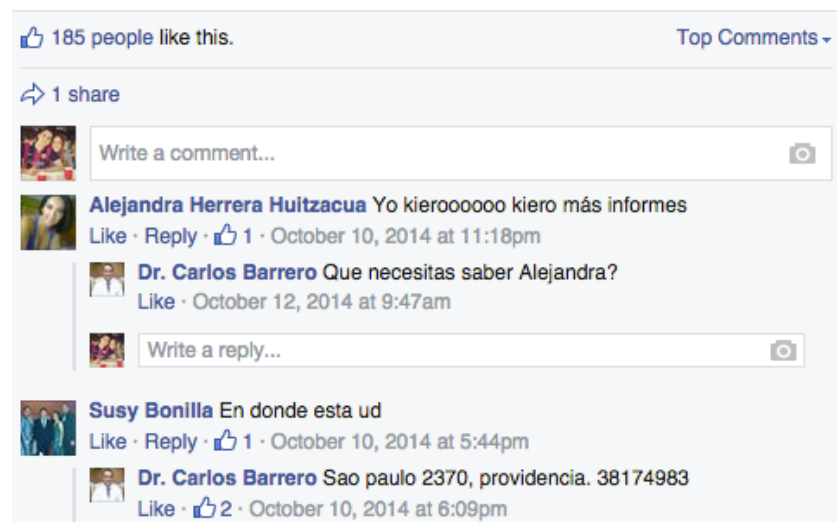 185 people like this. Top Comments
1 share
Write a comment...
Alejandra Herrera Huitzacua Yo kieroooooo kiero más informes
Like · Reply · 1 · October 10, 2014 at 11:18pm
Dr. Carlos Barrero Que necesitas saber Alejandra?
Like · October 12, 2014 at 9:47am
Write a reply...
Susy Bonilla En donde esta ud
Like · Reply · 1 · October 10, 2014 at 5:44pm
Dr. Carlos Barrero Sao paulo 2370, providencia. 38174983
Like · 2 · October 10, 2014 at 6:09pm